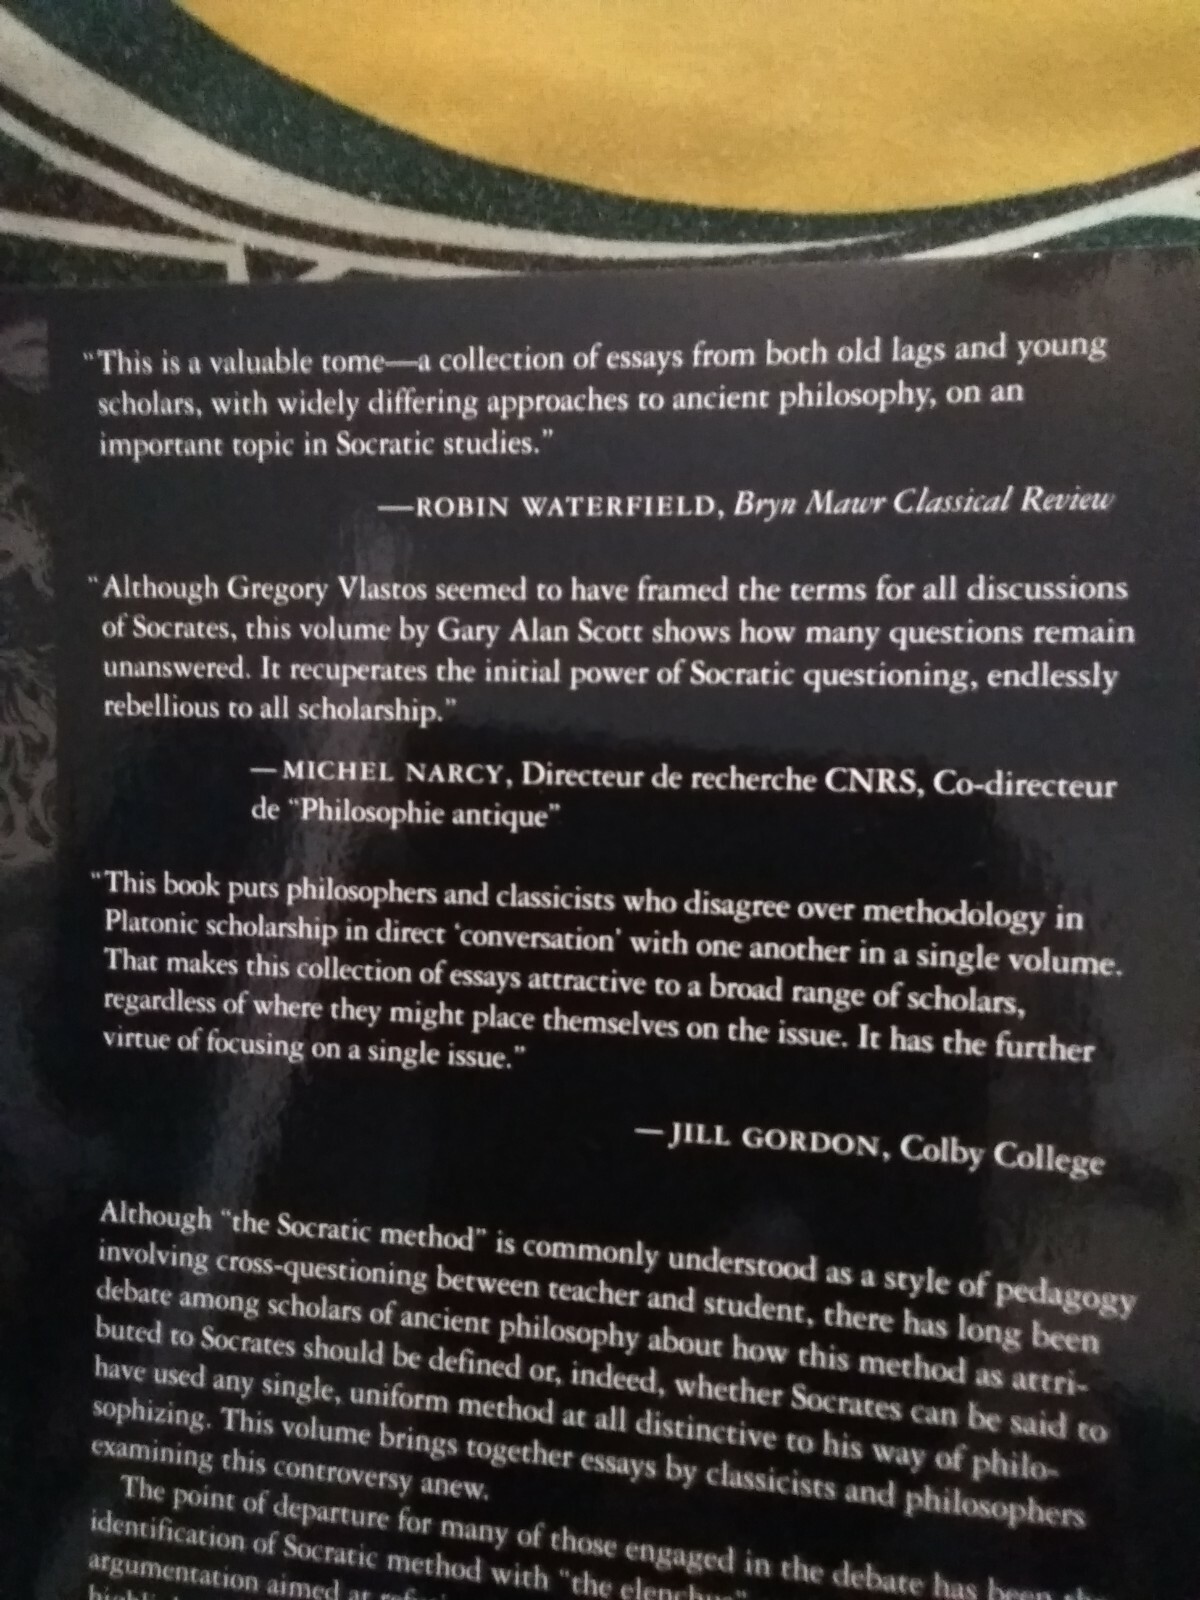 “This is a valuable tome—a collection of essays from both old lags and young
scholars, with widely differing approaches to ancient philosophy, on an
important topic in Socratic studies.”
—ROBIN WATERFIELD, Bryn Mawr Classical Review
“Although Gregory Vlastos seemed to have framed the terms for all discussions
of Socrates, this volume by Gary Alan Scott shows how many questions remain
unanswered. It recuperates the initial power of Socratic questioning, endlessly
rebellious to all scholarship.”
—MICHEL NARCY, Directeur de recherche CNRS, Co-directeur
de “Philosophie antique”
“This book puts philosophers and classicists who disagree over methodology in
Platonic scholarship in direct ‘conversation’ with one another in a single volume.
That makes this collection of essays attractive to a broad range of scholars,
regardless of where they might place themselves on the issue. It has the further
virtue of focusing on a single issue.”
—JILL GORDON, Colby College
Although “the Socratic method” is commonly understood as a style of pedagogy
involving cross-questioning between teacher and student, there has long been
debate among scholars of ancient philosophy about how this method as attri-
buted to Socrates should be defined or, indeed, whether Socrates can be said to
have used any single, uniform method at all distinctive to his way of philo-
sophizing. This volume brings together essays by classicists and philosophers
examining this controversy anew.
The point of departure for many of those engaged in the debate has been
identification of Socratic method with “the
argumentation aimed at